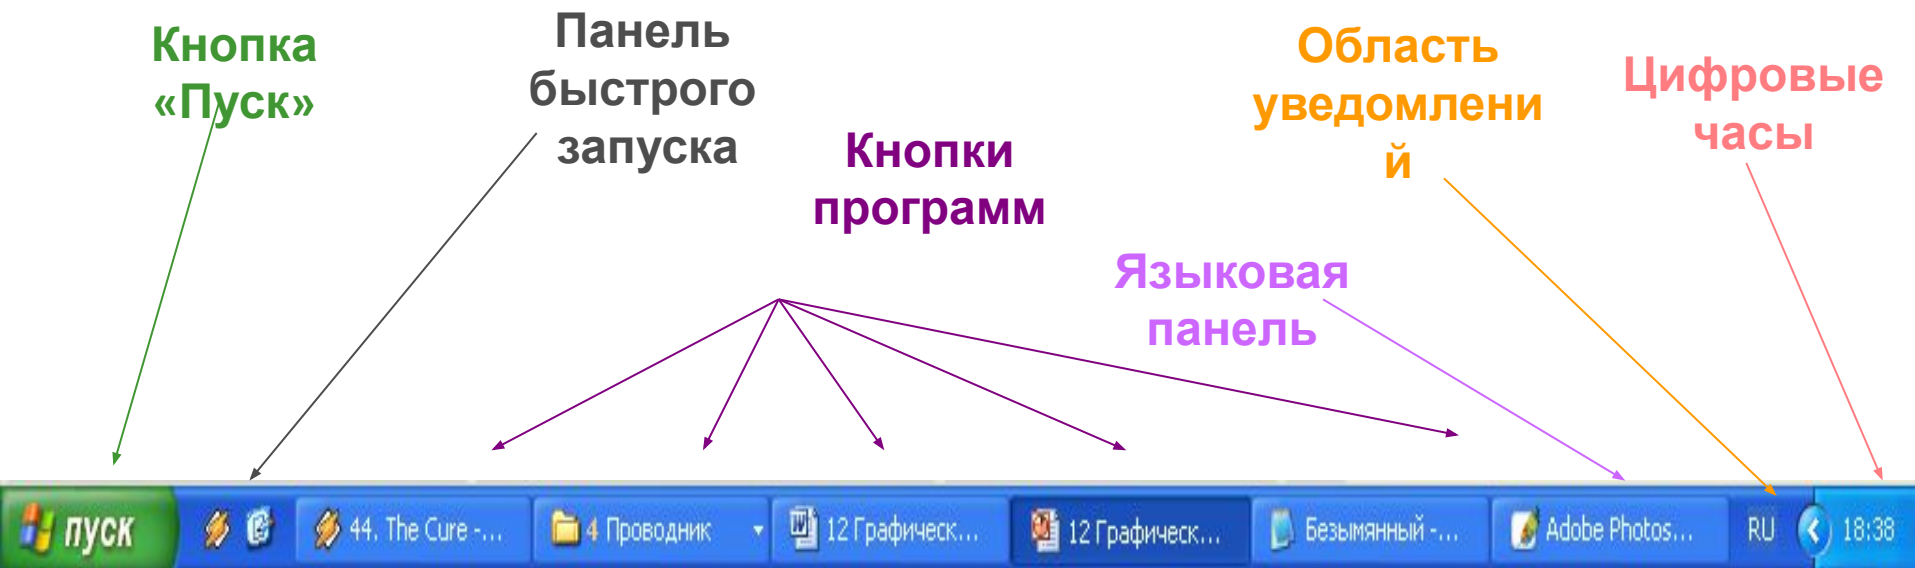 Кнопка
«Пуск»
Панель
быстрого
запуска
Кнопки
программ
Область
уведомлени
й
Цифровые
часы
Языковая
панель
пуск
44. The Cure -...
4 Проводник
12 Графическ...
12 Графическ...
Безымянный -...
Adobe Photos...
RU
18:38